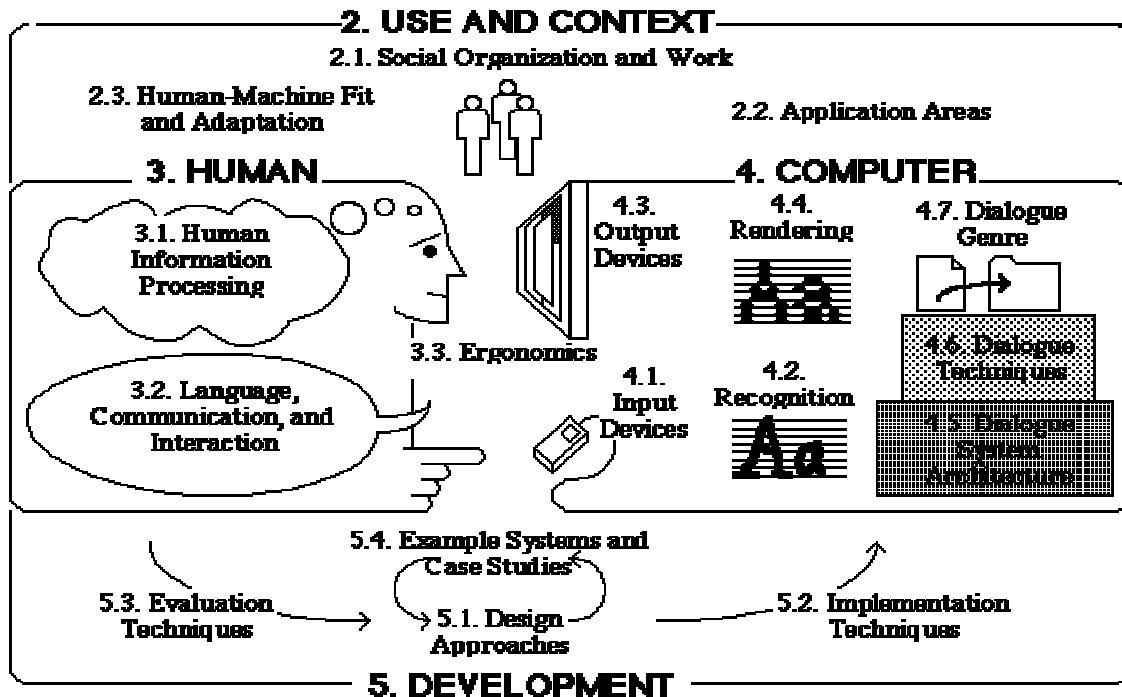 2. USE AND CONTEXT
2.1. Social Organization and Work
2.3. Human-Machine Fit
and Adaptation
2.2. Application Areas
3. HUMAN
3.1. Human
Information
Processing
3.2. Language,
Communication, and
Interaction
3.3. Ergonomics
4. COMPUTER
4.3.
Output
Devices
4.4.
Rendering
Aa
4.7. Dialogue
Genre
4.6. Dialogue
Techniques
4.1.
Input
Devices
4.2.
Recognition
Aa
4.5. Dialogue
System
Architecture
5.4. Example Systems and
Case Studies
5.3. Evaluation
Techniques
5.1. Design
Approaches
5.2. Implementation
Techniques
5. DEVELOPMENT